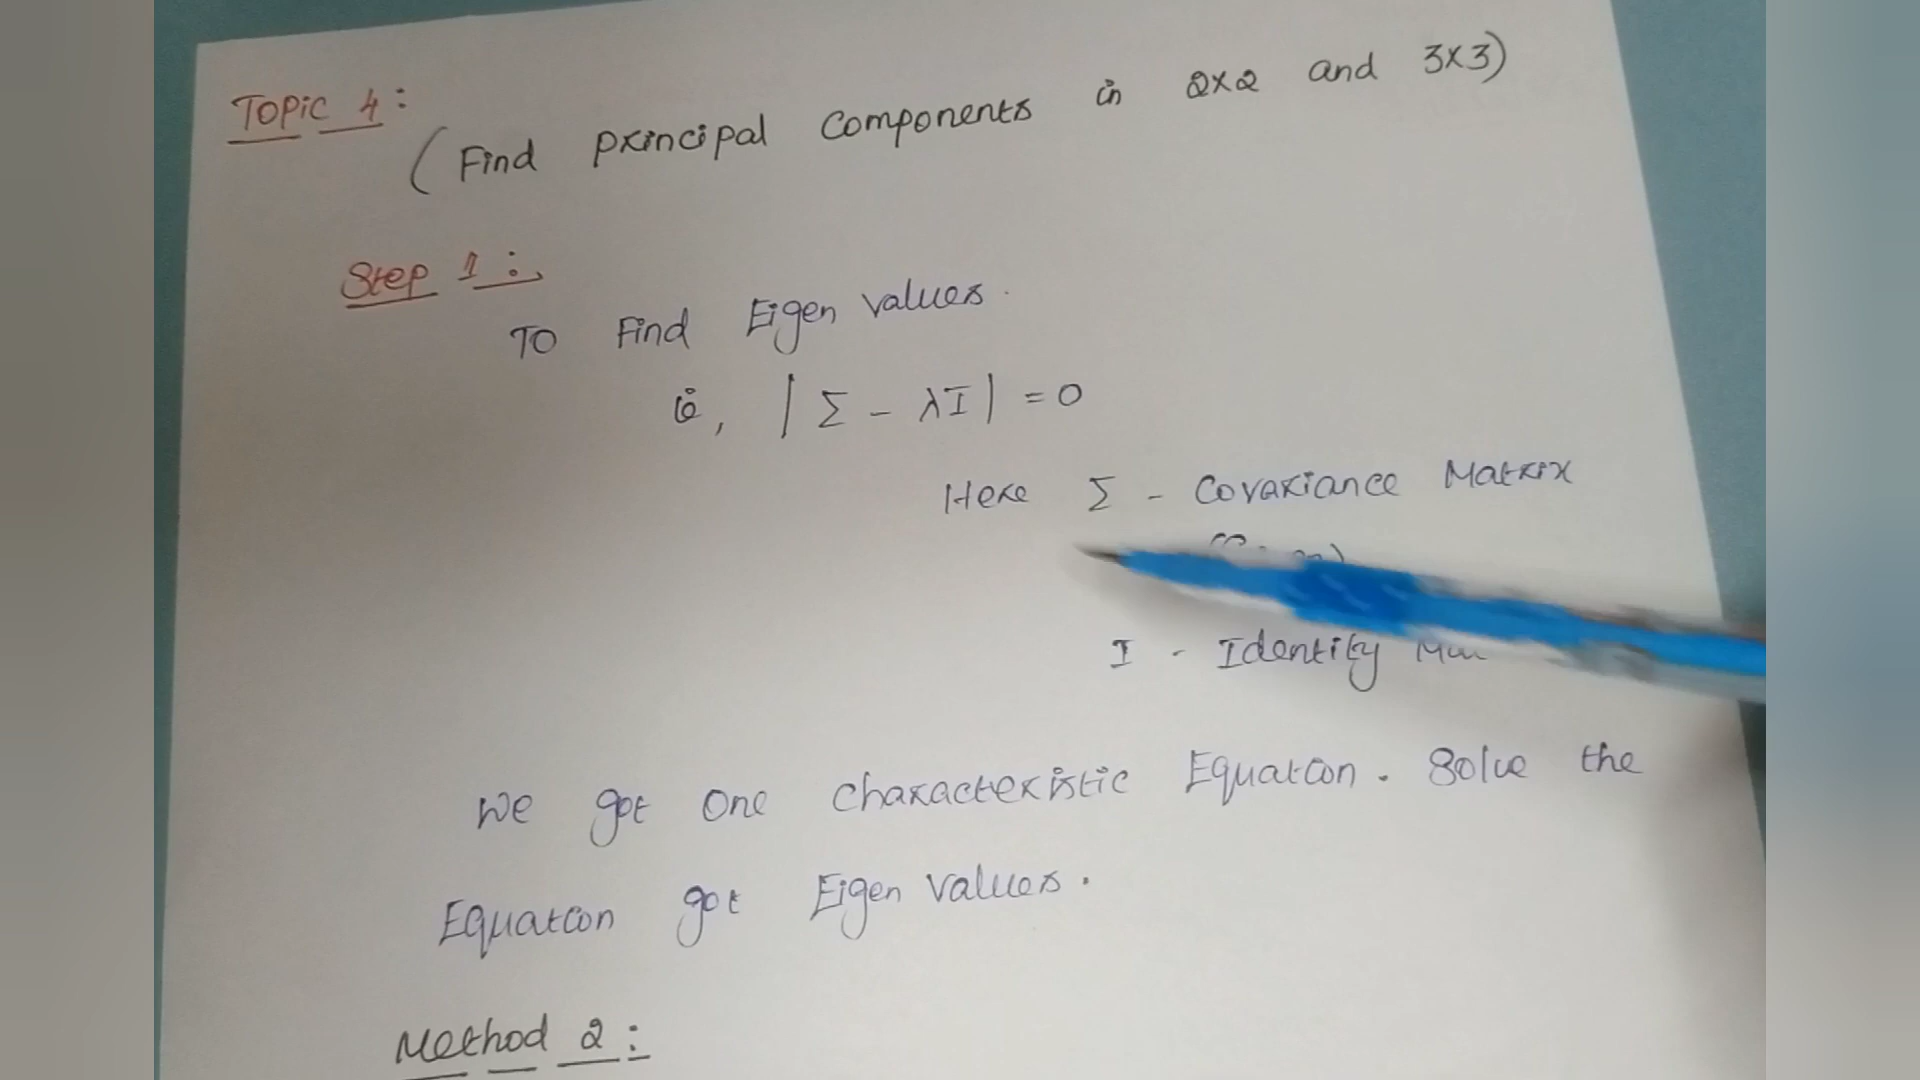 Topic 4:
(Find principal Components in 2x2 and 3x3)
Step 1:
To Find Eigen values.
ie, | Σ - λI | = 0
Here Σ - Covariance Matrix
I - Identity
We got one characteristic Equation. Solve the
Equation got Eigen values.
Method 2: